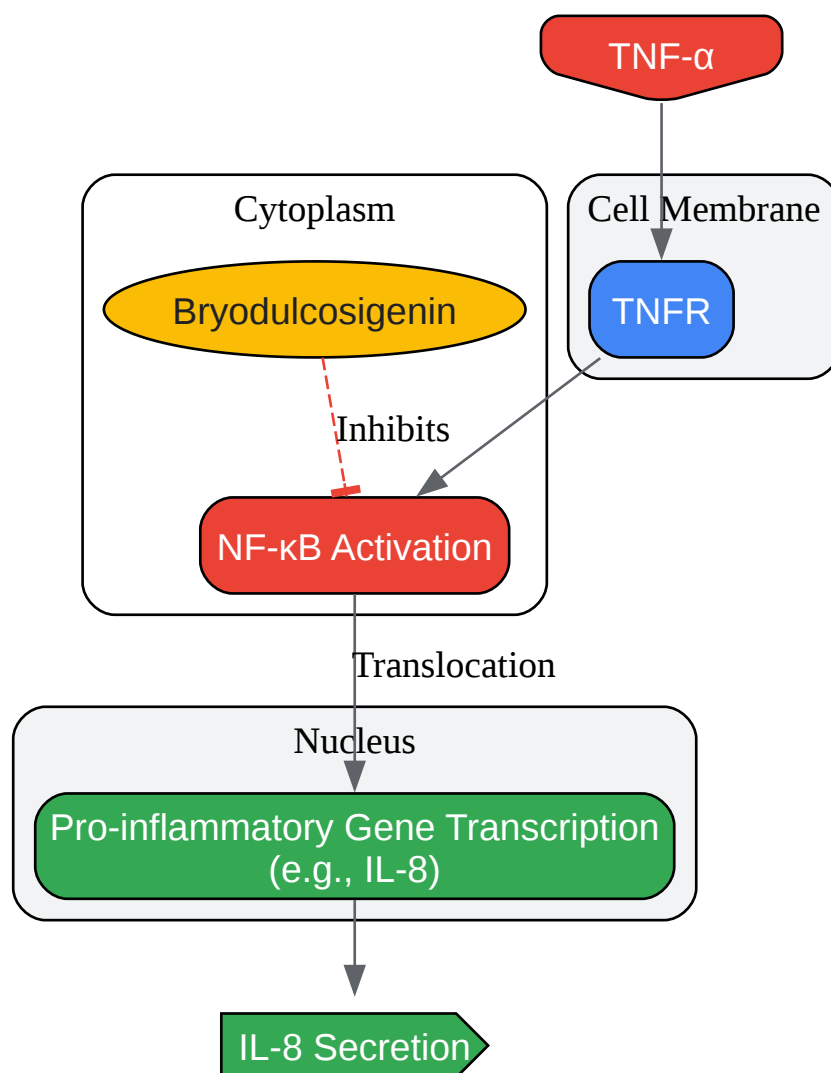 TNF-α
Cytoplasm
Cell Membrane
Bryodulcosigenin
TNFR
Inhibits
NF-κB Activation
Translocation
Nucleus
Pro-inflammatory Gene Transcription
(e.g., IL-8)
IL-8 Secretion